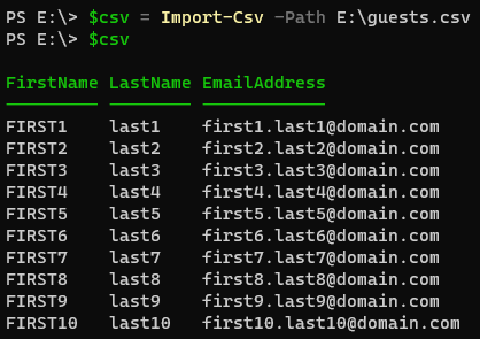 PS E:\> $csv = Import-Csv -Path E:\guests.csv
PS E:\> $csv
FirstName LastName EmailAddress
--------- -------- ------------
FIRST1 last1 first1.last1@domain.com
FIRST2 last2 first2.last2@domain.com
FIRST3 last3 first3.last3@domain.com
FIRST4 last4 first4.last4@domain.com
FIRST5 last5 first5.last5@domain.com
FIRST6 last6 first6.last6@domain.com
FIRST7 last7 first7.last7@domain.com
FIRST8 last8 first8.last8@domain.com
FIRST9 last9 first9.last9@domain.com
FIRST10 last10 first10.last10@domain.com